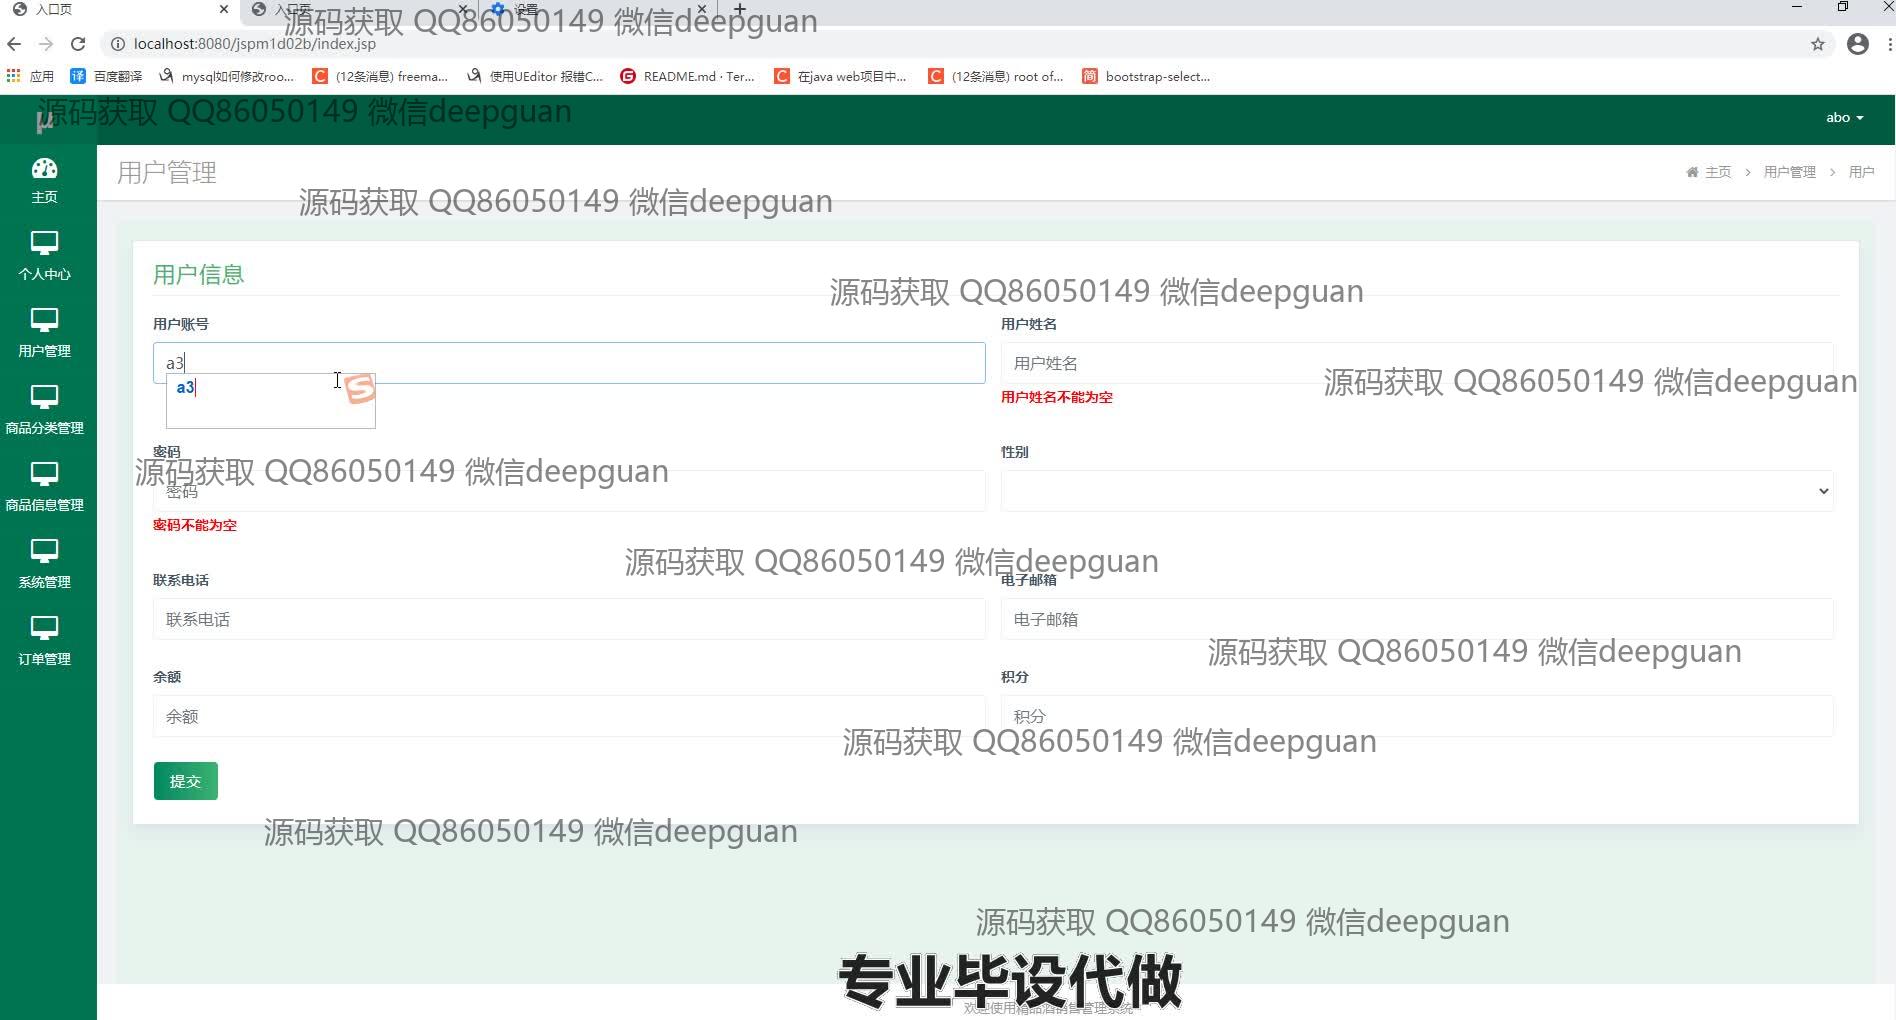 入口页
入口页
设置
源码获取 QQ86050149 微信deepguan
localhost:8080/jspm1d02b/index.jsp
应用
百度翻译
mysql如何修改roo...
(12条消息) freema...
使用UEditor 报错C...
README.md · Ter...
在java web项目中...
(12条消息) root of...
bootstrap-select...
源码获取 QQ86050149 微信deepguan
μ
abo
用户管理
主页 > 用户管理 > 用户
源码获取 QQ86050149 微信deepguan
主页
个人中心
用户管理
商品分类管理
商品信息管理
系统管理
订单管理
用户信息
源码获取 QQ86050149 微信deepguan
用户账号
用户姓名
a3
用户姓名
a3
S
源码获取 QQ86050149 微信deepguan
用户姓名不能为空
密码
性别
源码获取 QQ86050149 微信deepguan
密码
密码不能为空
源码获取 QQ86050149 微信deepguan
联系电话
电子邮箱
联系电话
电子邮箱
源码获取 QQ86050149 微信deepguan
余额
积分
余额
积分
源码获取 QQ86050149 微信deepguan
提交
源码获取 QQ86050149 微信deepguan
源码获取 QQ86050149 微信deepguan
专业毕设代做
欢迎使用精品酒销售管理系统